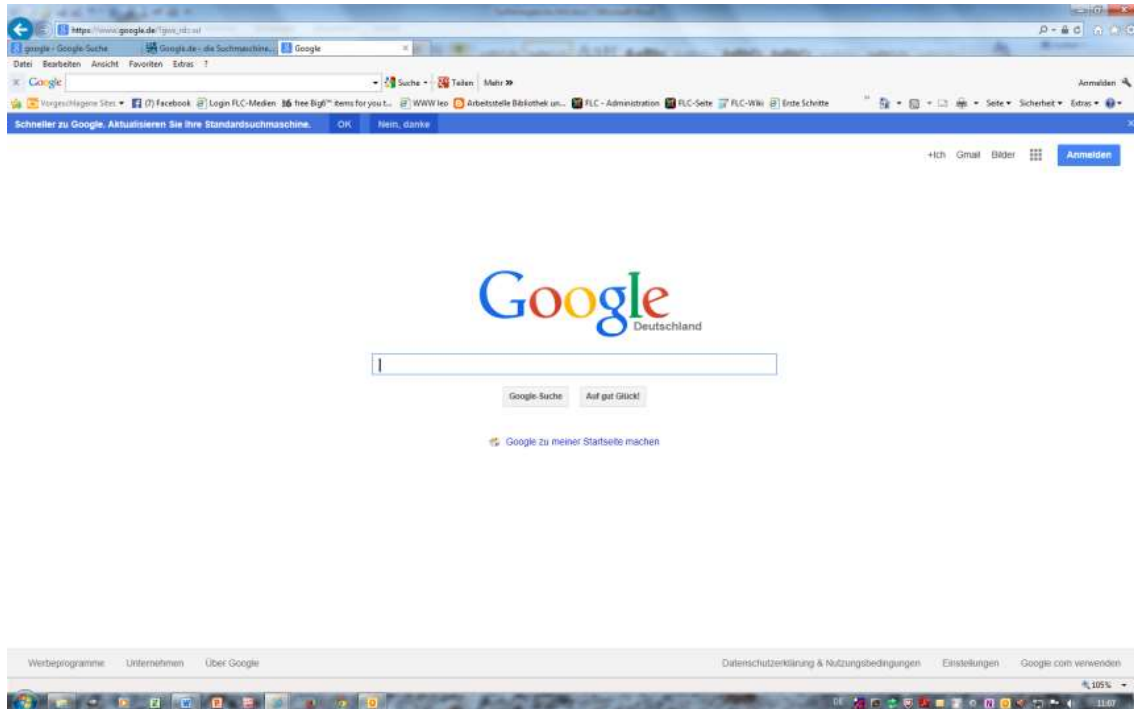 https://www.google.de/
google - Google-Suche Google.de - die Suchmaschine... Google
Datei Bearbeiten Ansicht Favoriten Extras ?
Google Suche Teilen Mehr » Anmelden
Vorgeschlagene Sites (7) Facebook Login FLC-Medien free Bigfi™ items for you t... WWW leo Arbeitsstelle Bibliothek un... FLC - Administration FLC-Seite FLC-Wiki Erste Schritte » Seite Sicherheit Extras
Schneller zu Google. Aktualisieren Sie Ihre Standardsuchmaschine. OK Nein, danke
+Ich Gmail Bilder Anmelden
Google
Deutschland
Google-Suche Auf gut Glück!
Google zu meiner Startseite machen
Werbeprogramme Unternehmen Über Google Datenschutzerklärung & Nutzungsbedingungen Einstellungen Google.com verwenden
105%
DE 11:07